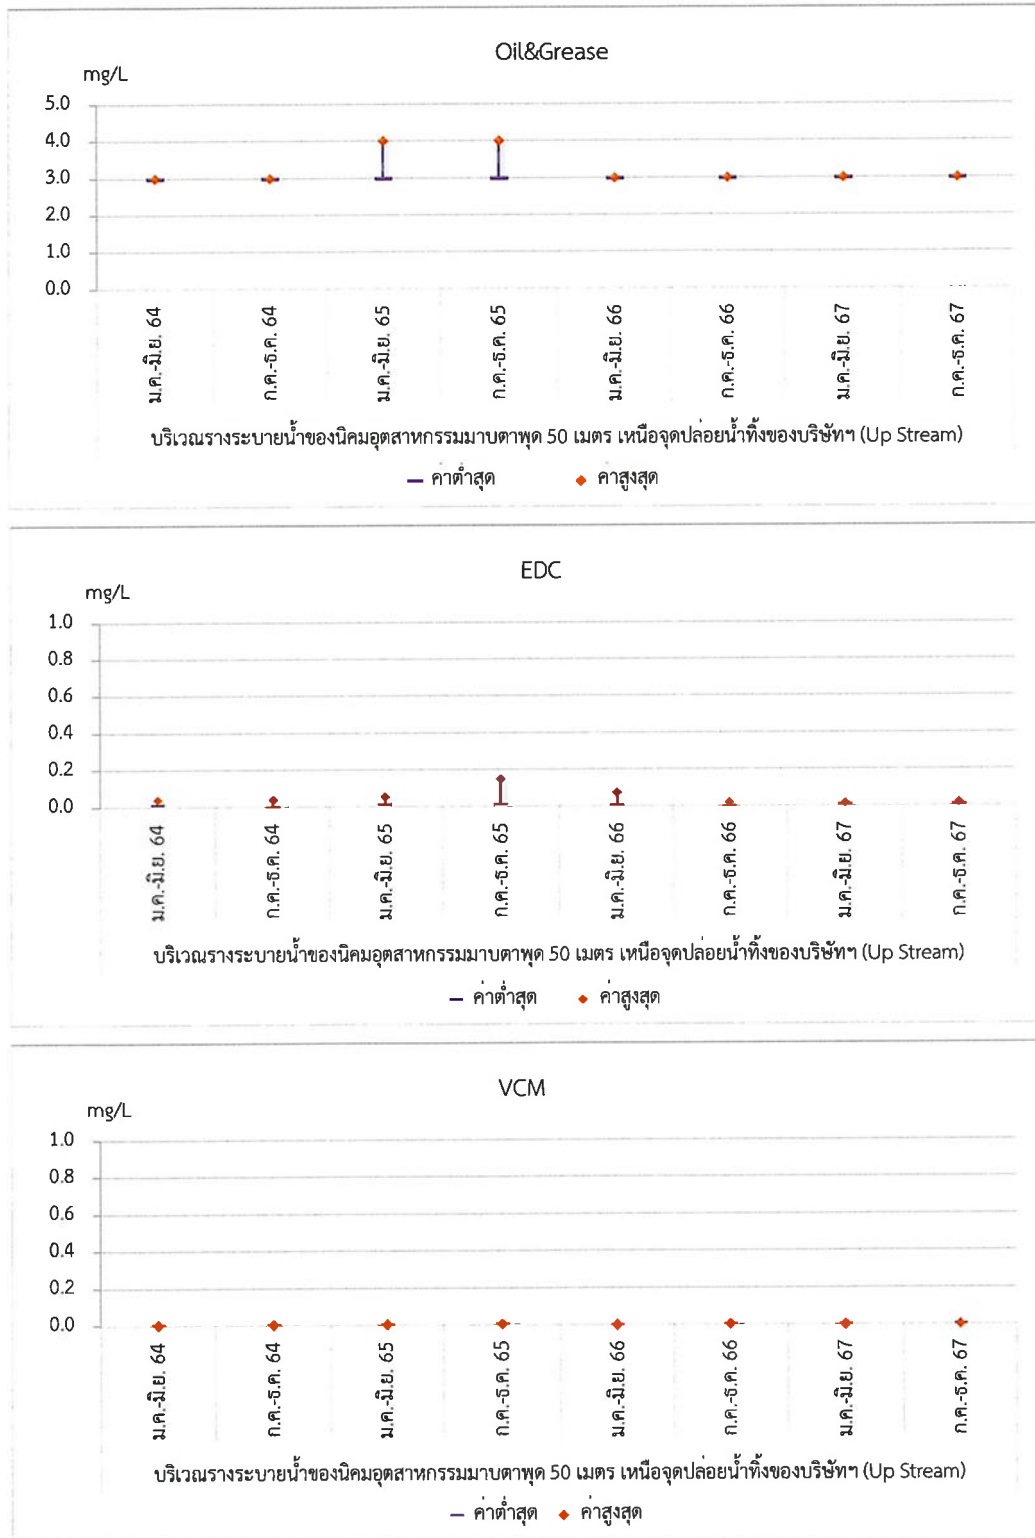 Oil&Grease
mg/L
5.0
4.0
3.0
2.0
1.0
0.0
ม.ค.-มิ.ย. 64
ก.ค.-ธ.ค. 64
ม.ค.-มิ.ย. 65
ก.ค.-ธ.ค. 65
ม.ค.-มิ.ย. 66
ก.ค.-ธ.ค. 66
ม.ค.-มิ.ย. 67
ก.ค.-ธ.ค. 67
บริเวณรางระบายน้ำของนิคมอุตสาหกรรมมาบตาพุด 50 เมตร เหนือจุดปล่อยน้ำทิ้งของบริษัทฯ (Up Stream)
ค่าต่ำสุด ค่าสูงสุด
EDC
mg/L
1.0
0.8
0.6
0.4
0.2
0.0
ม.ค.-มิ.ย. 64
ก.ค.-ธ.ค. 64
ม.ค.-มิ.ย. 65
ก.ค.-ธ.ค. 65
ม.ค.-มิ.ย. 66
ก.ค.-ธ.ค. 66
ม.ค.-มิ.ย. 67
ก.ค.-ธ.ค. 67
บริเวณรางระบายน้ำของนิคมอุตสาหกรรมมาบตาพุด 50 เมตร เหนือจุดปล่อยน้ำทิ้งของบริษัทฯ (Up Stream)
ค่าต่ำสุด ค่าสูงสุด
VCM
mg/L
1.0
0.8
0.6
0.4
0.2
0.0
ม.ค.-มิ.ย. 64
ก.ค.-ธ.ค. 64
ม.ค.-มิ.ย. 65
ก.ค.-ธ.ค. 65
ม.ค.-มิ.ย. 66
ก.ค.-ธ.ค. 66
ม.ค.-มิ.ย. 67
ก.ค.-ธ.ค. 67
บริเวณรางระบายน้ำของนิคมอุตสาหกรรมมาบตาพุด 50 เมตร เหนือจุดปล่อยน้ำทิ้งของบริษัทฯ (Up Stream)
ค่าต่ำสุด ค่าสูงสุด